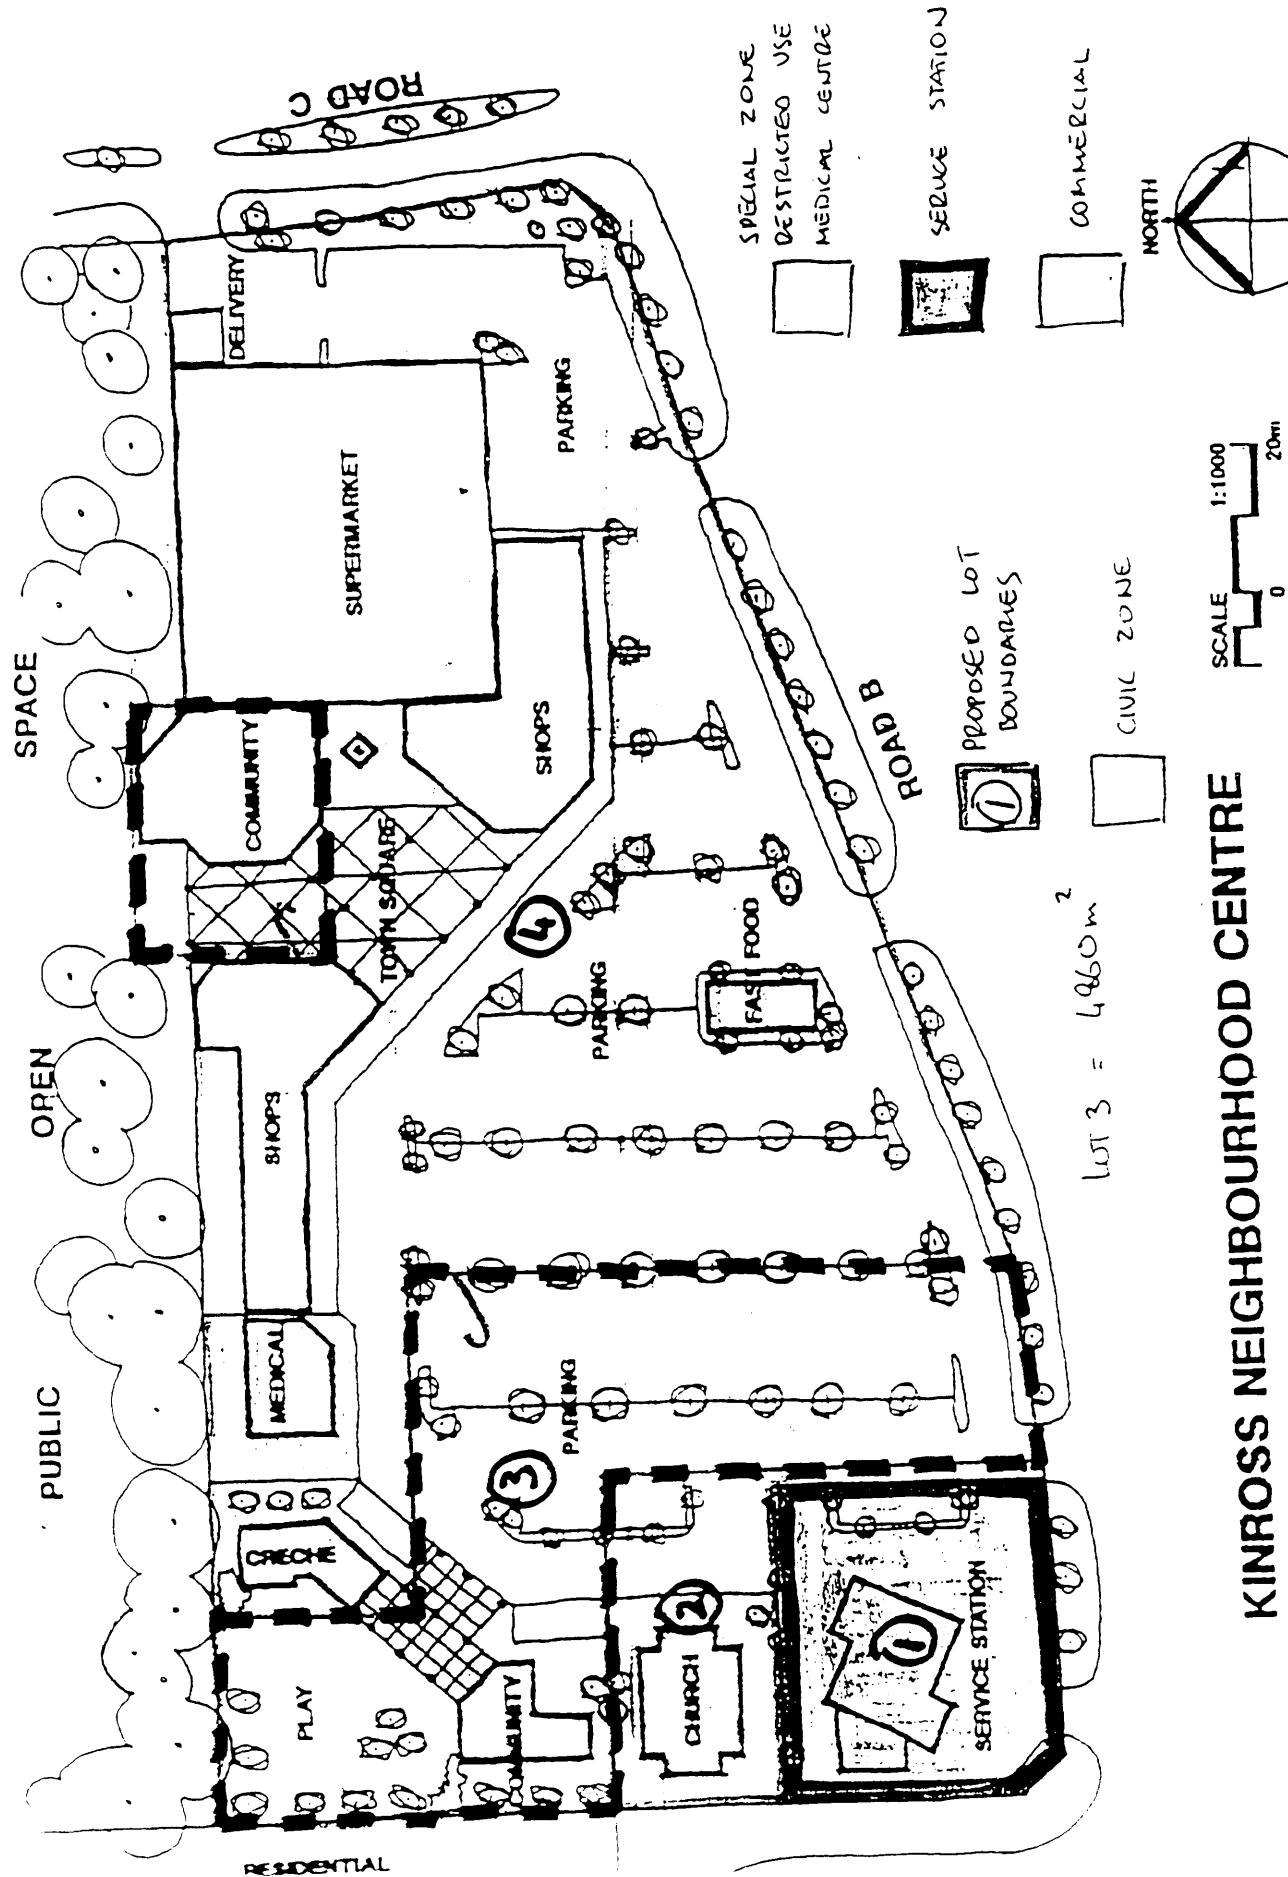 PUBLIC
OPEN
SPACE
ROAD C
DELIVERY
SUPERMARKET
PARKING
COMMUNITY
SHOPS
TOWN SQUARE
4
SHOPS
MEDICAL
CRECHE
PLAY
COMMUNITY
RESIDENTIAL
PARKING
FAST FOOD
PARKING
3
CHURCH
2
1
SERVICE STATION
ROAD B
SPECIAL ZONE
RESTRICTED USE
MEDICAL CENTRE
SERVICE STATION
COMMERCIAL
1
PROPOSED LOT
BOUNDARIES
CIVIC ZONE
LOT 3 = 4860m²
NORTH
SCALE 1:1000
0 20m
KINROSS NEIGHBOURHOOD CENTRE